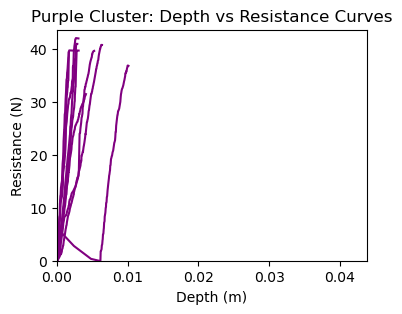 Purple Cluster: Depth vs Resistance Curves
40
30
20
10
0
Resistance (N)
0.00 0.01 0.02 0.03 0.04
Depth (m)